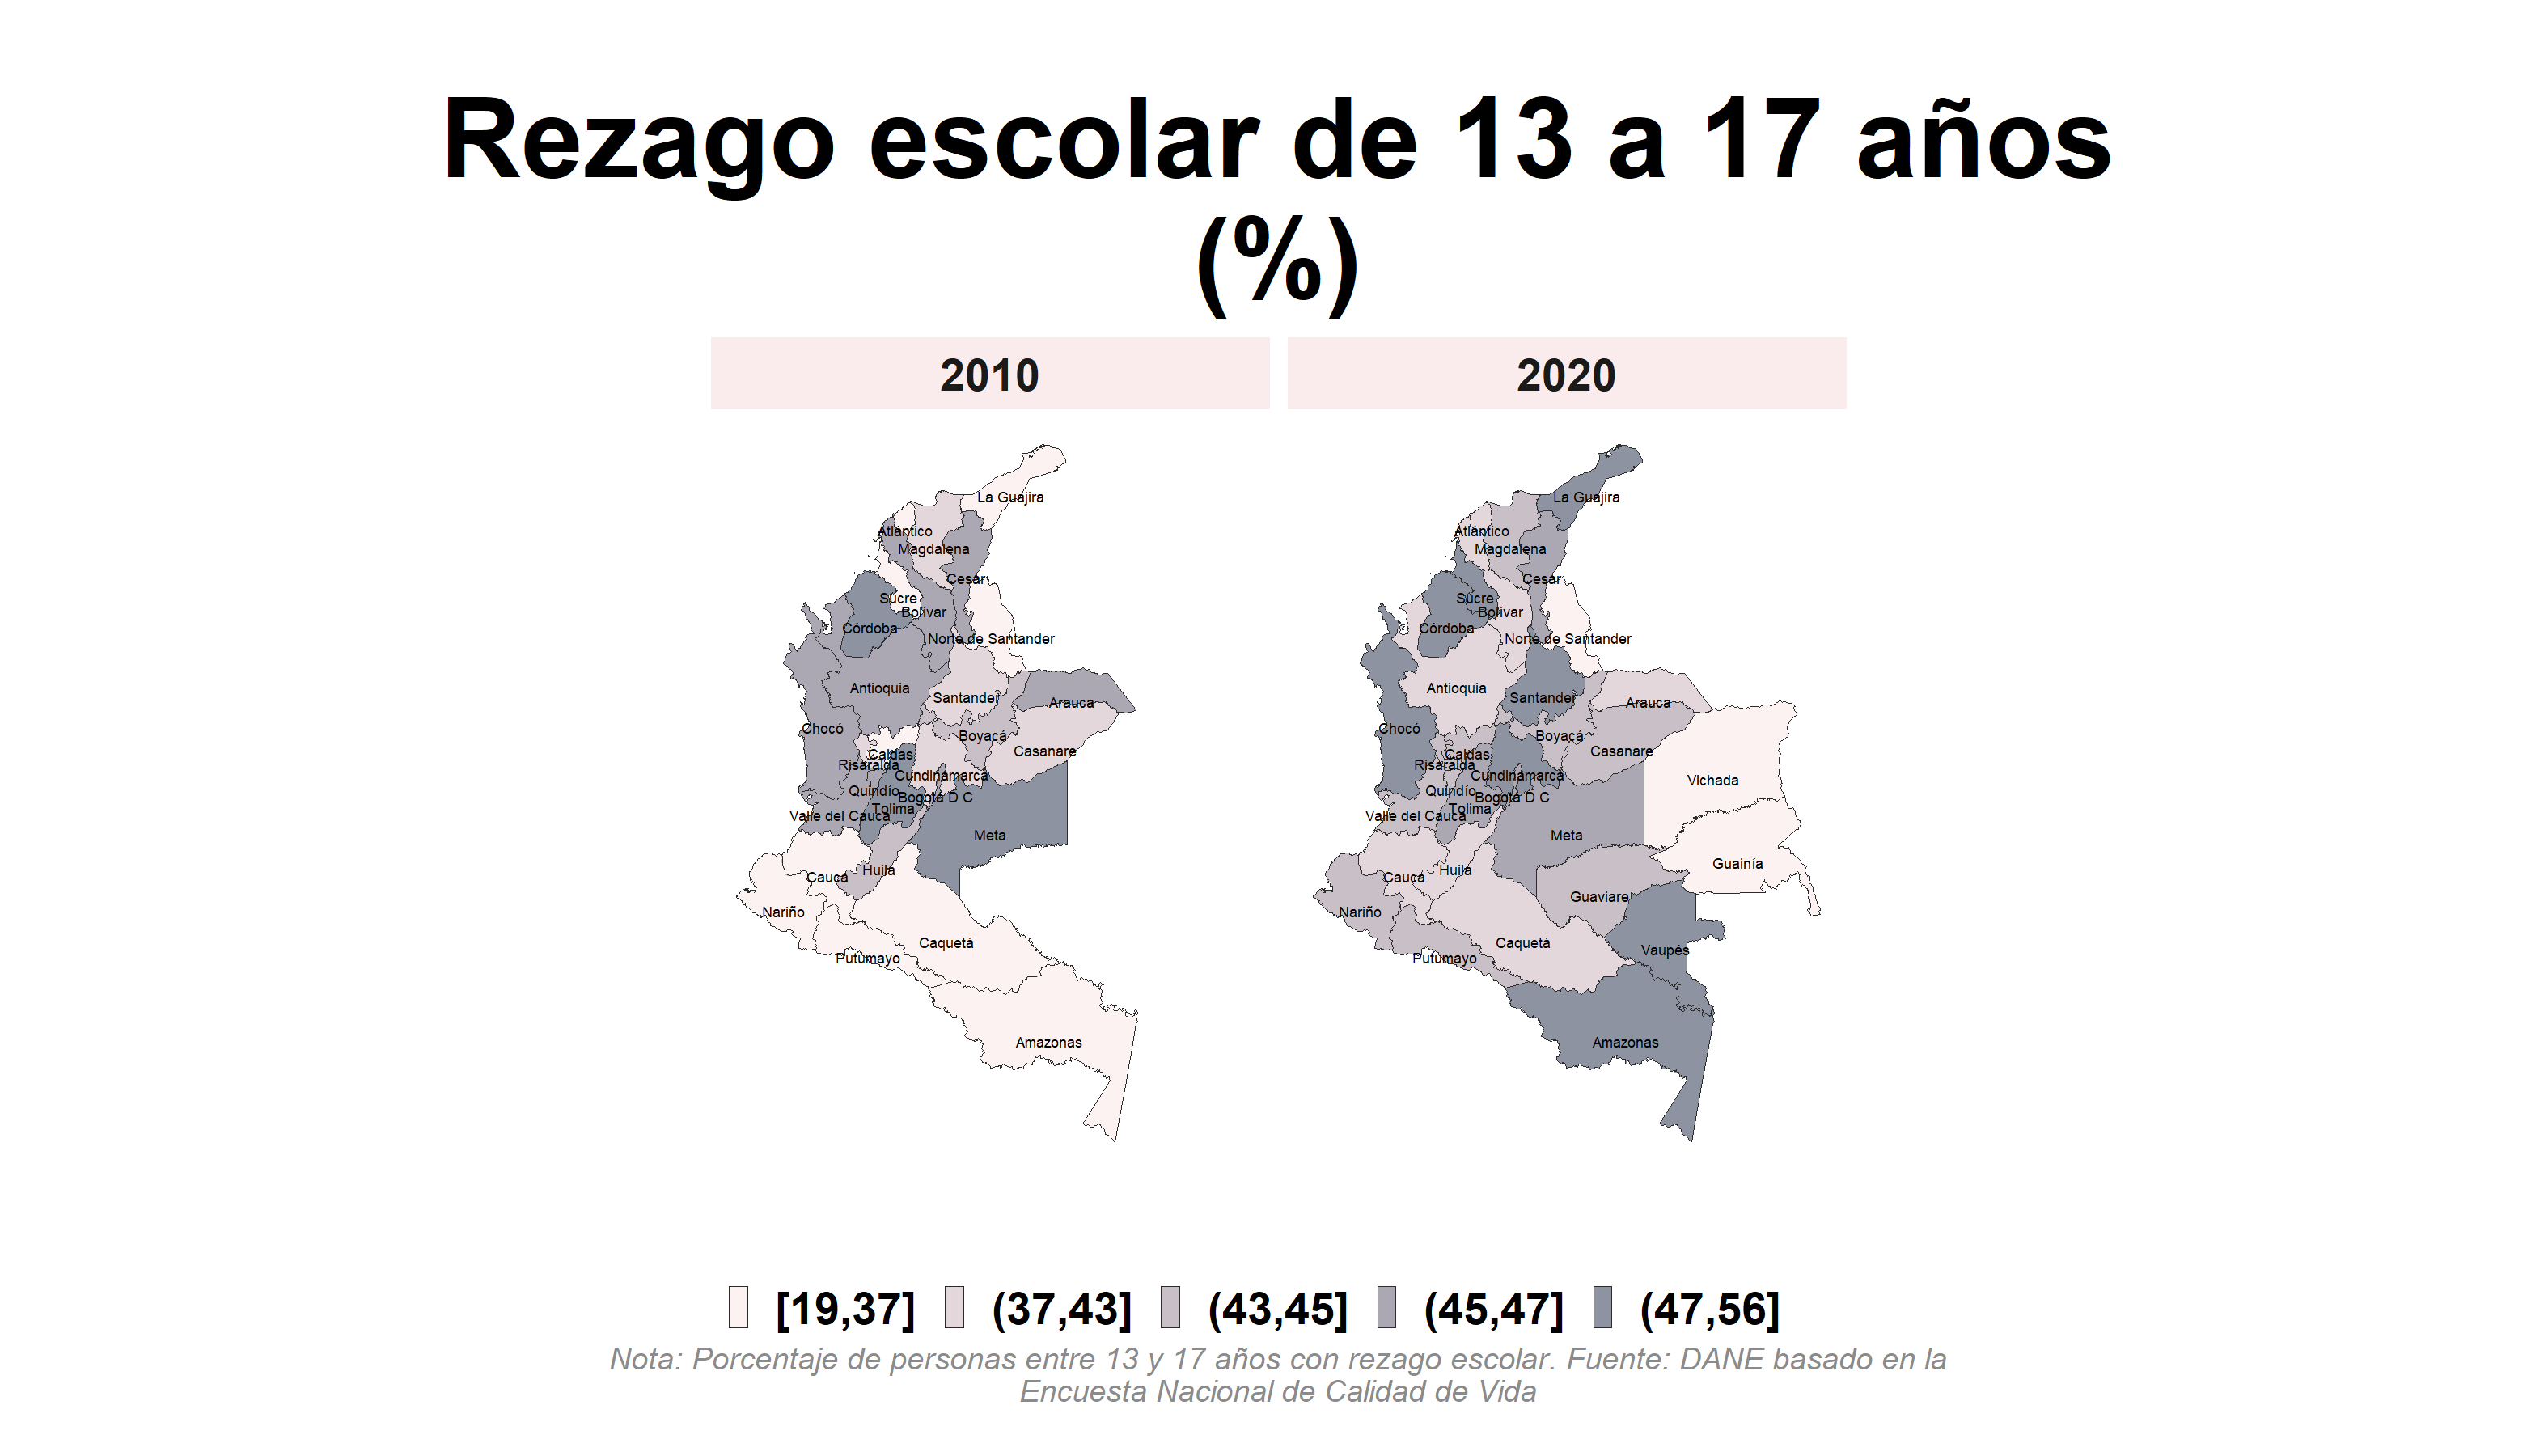 Rezago escolar de 13 a 17 años
(%)
2010
2020
La Guajira
Atlántico
Magdalena
Cesar
Sucre
Bolívar
Córdoba
Norte de Santander
Antioquia
Santander
Arauca
Chocó
Boyacá
Casanare
Caldas
Risaralda
Cundinamarca
Quindío
Bogotá D C
Tolima
Valle del Cauca
Meta
Huila
Cauca
Nariño
Caquetá
Putumayo
Amazonas
La Guajira
Atlántico
Magdalena
Cesar
Sucre
Bolívar
Córdoba
Norte de Santander
Antioquia
Santander
Arauca
Chocó
Boyacá
Casanare
Caldas
Risaralda
Cundinamarca
Vichada
Quindío
Bogotá D C
Tolima
Valle del Cauca
Meta
Guainía
Huila
Cauca
Guaviare
Nariño
Caquetá
Vaupés
Putumayo
Amazonas
[19,37] (37,43] (43,45] (45,47] (47,56]
Nota: Porcentaje de personas entre 13 y 17 años con rezago escolar. Fuente: DANE basado en la
Encuesta Nacional de Calidad de Vida